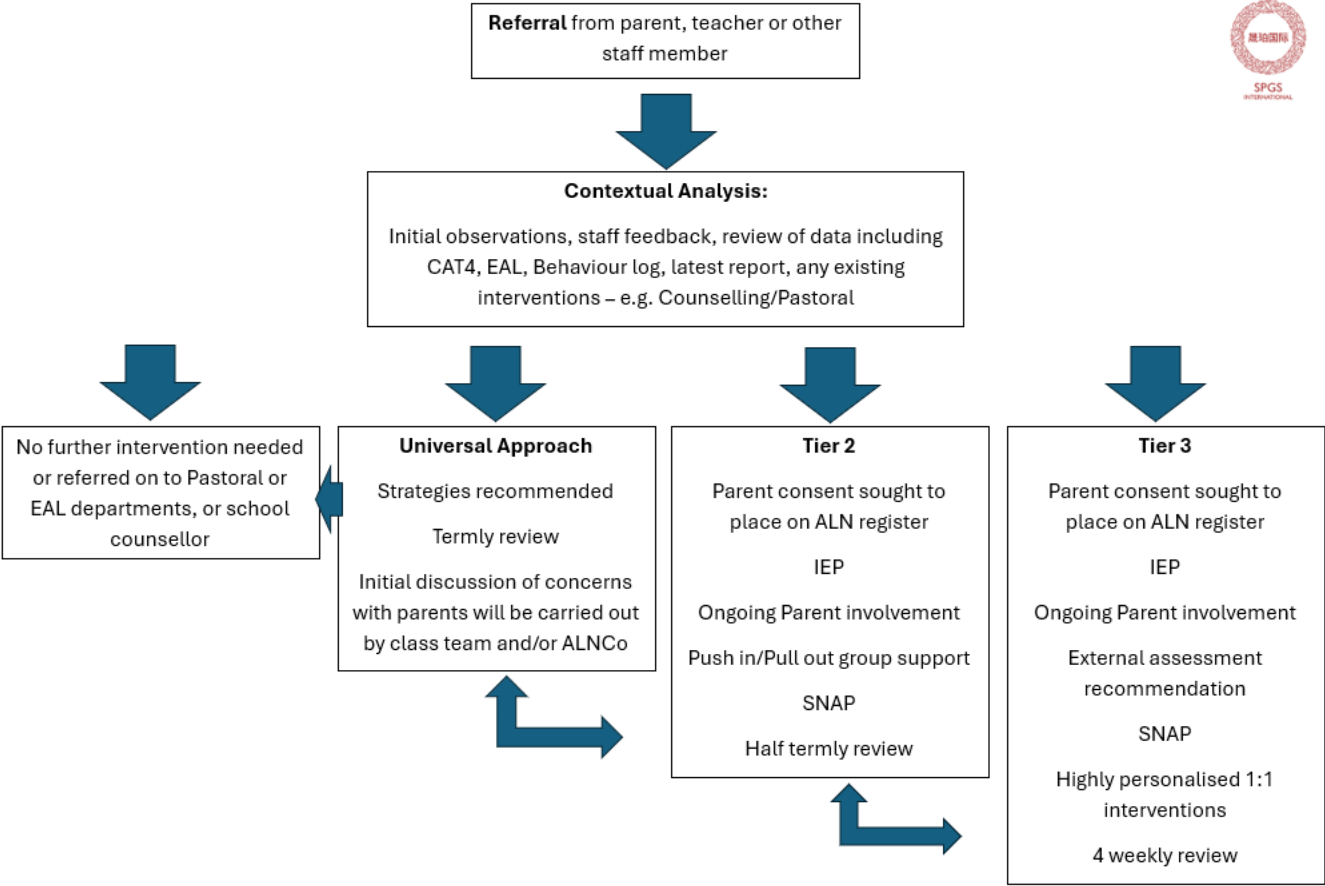 Referral from parent, teacher or other
staff member
晟珀国际
SPGS
INTERNATIONAL
Contextual Analysis:
Initial observations, staff feedback, review of data including
CAT4, EAL, Behaviour log, latest report, any existing
interventions – e.g. Counselling/Pastoral
No further intervention needed
or referred on to Pastoral or
EAL departments, or school
counsellor
Universal Approach
Strategies recommended
Termly review
Initial discussion of concerns
with parents will be carried out
by class team and/or ALNCo
Tier 2
Parent consent sought to
place on ALN register
IEP
Ongoing Parent involvement
Push in/Pull out group support
SNAP
Half termly review
Tier 3
Parent consent sought to
place on ALN register
IEP
Ongoing Parent involvement
External assessment
recommendation
SNAP
Highly personalised 1:1
interventions
4 weekly review